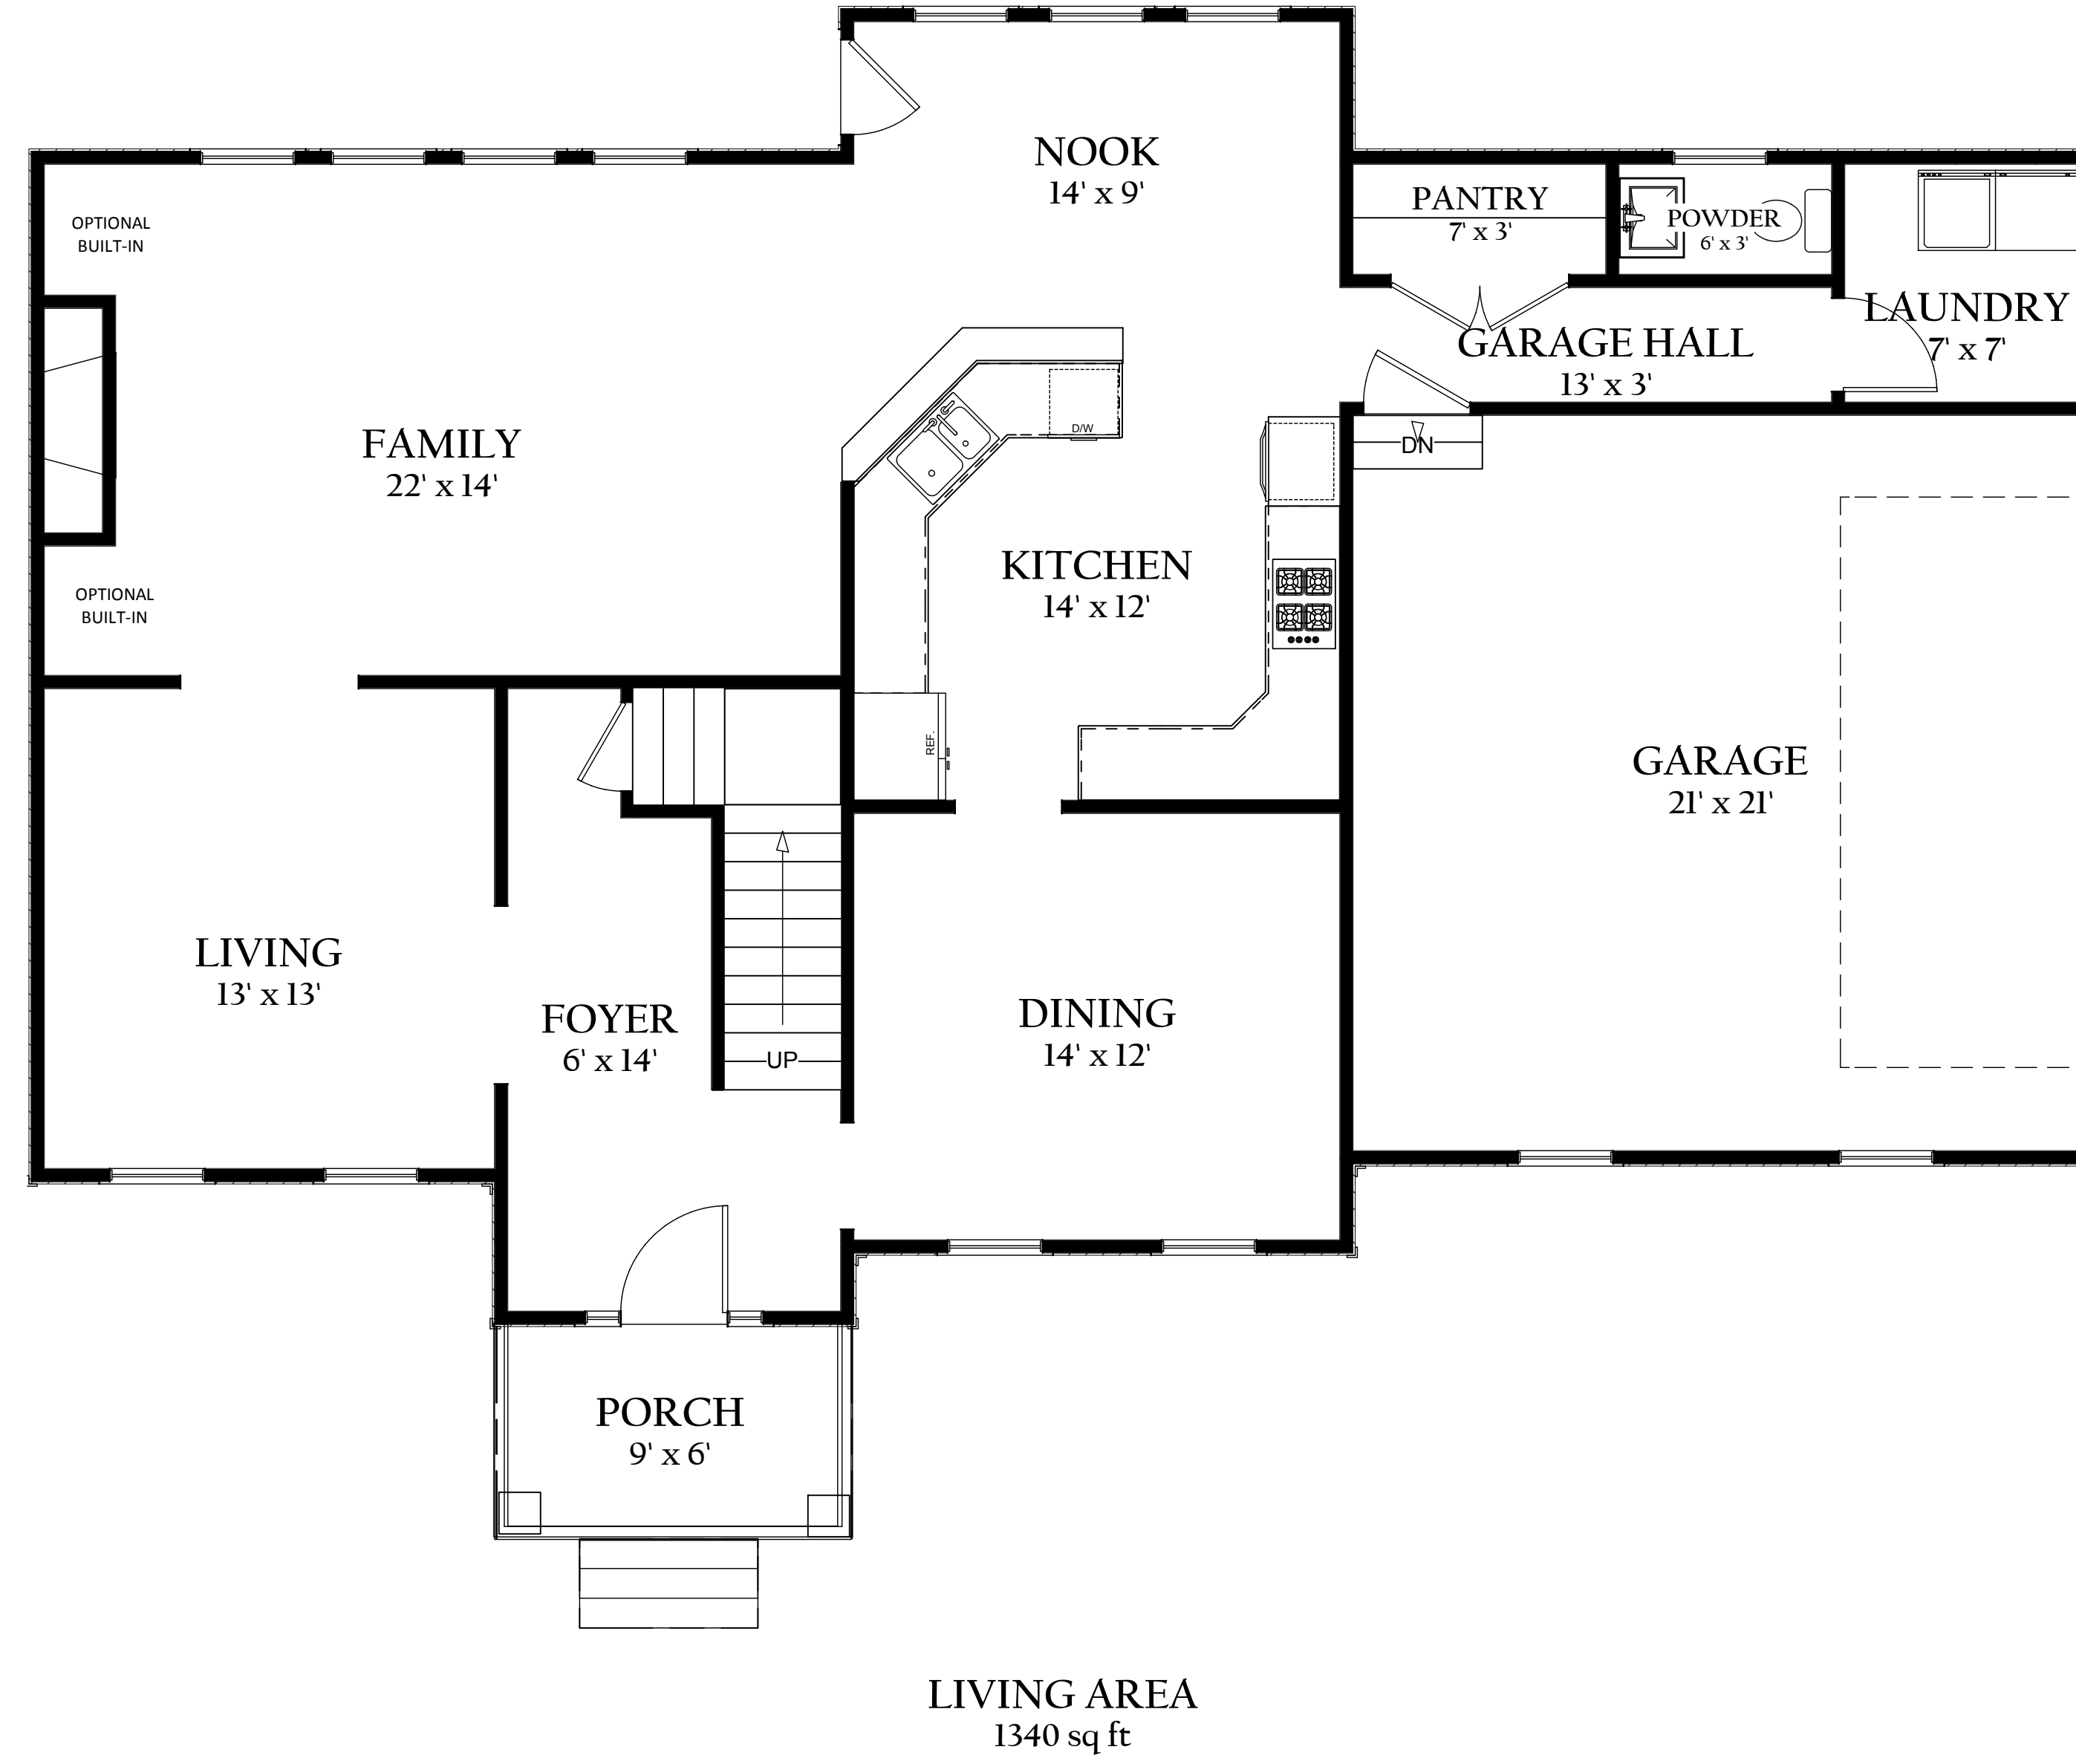 NOOK
14' x 9'
PANTRY
7' x 3'
POWDER
6' x 3'
OPTIONAL
BUILT-IN
LAUNDRY
7' x 7'
GARAGE HALL
13' x 3'
D/W
DN
FAMILY
22' x 14'
KITCHEN
14' x 12'
OPTIONAL
BUILT-IN
REF.
GARAGE
21' x 21'
LIVING
13' x 13'
FOYER
6' x 14'
UP
DINING
14' x 12'
PORCH
9' x 6'
LIVING AREA
1340 sq ft